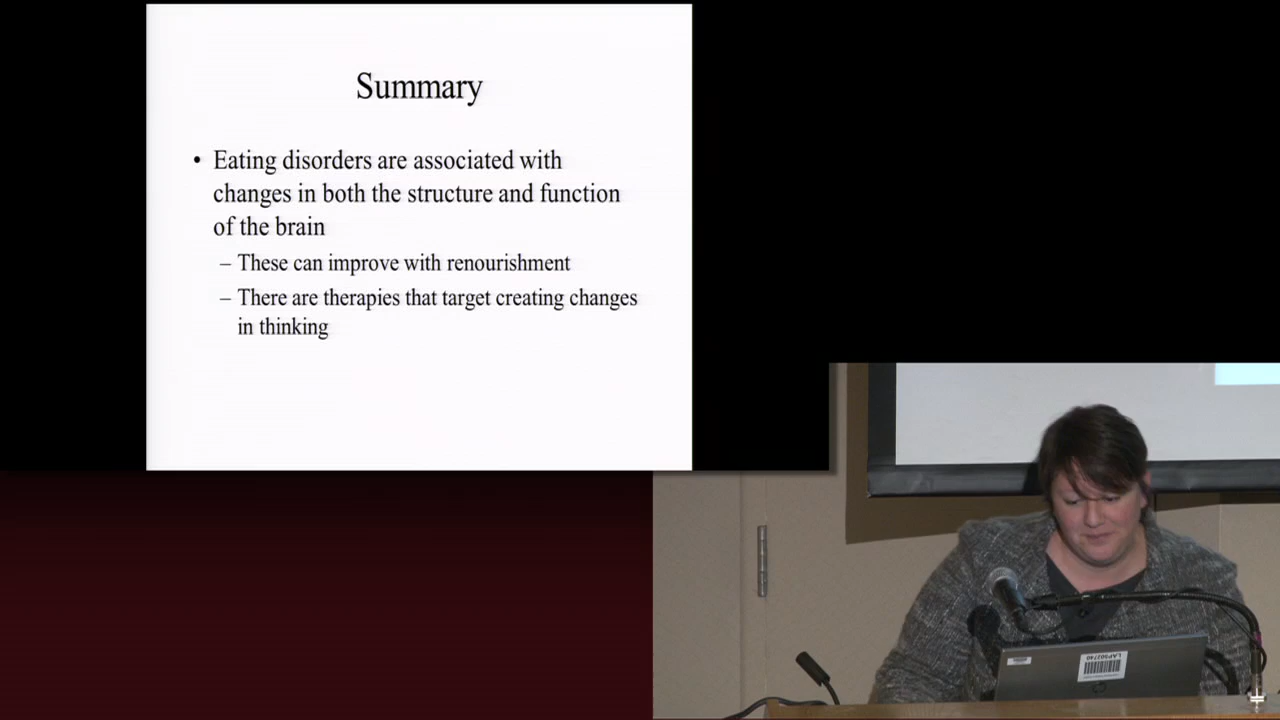 Summary
• Eating disorders are associated with
changes in both the structure and function
of the brain
– These can improve with renourishment
– There are therapies that target creating changes
in thinking
LAP502740